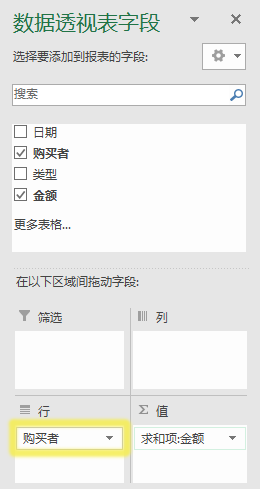 数据透视表字段
选择要添加到报表的字段:
搜索
日期
购买者
类型
金额
更多表格...
在以下区域间拖动字段:
筛选
列
行
Σ 值
购买者
求和项:金额